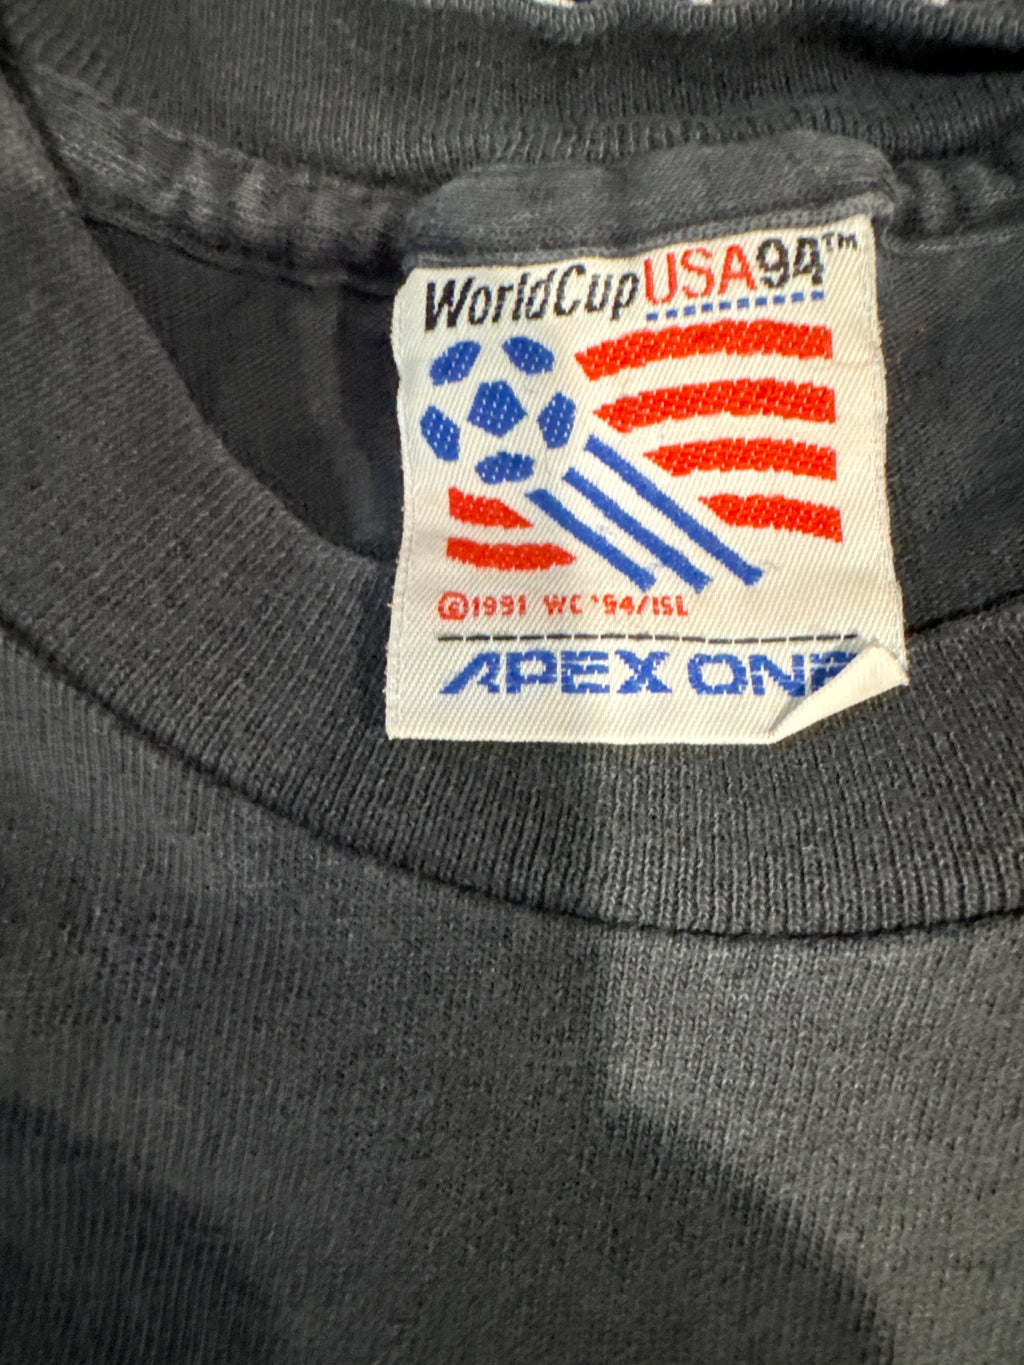 WorldCupUSA94™
©1991 WC '94/ISL
APEX ONE